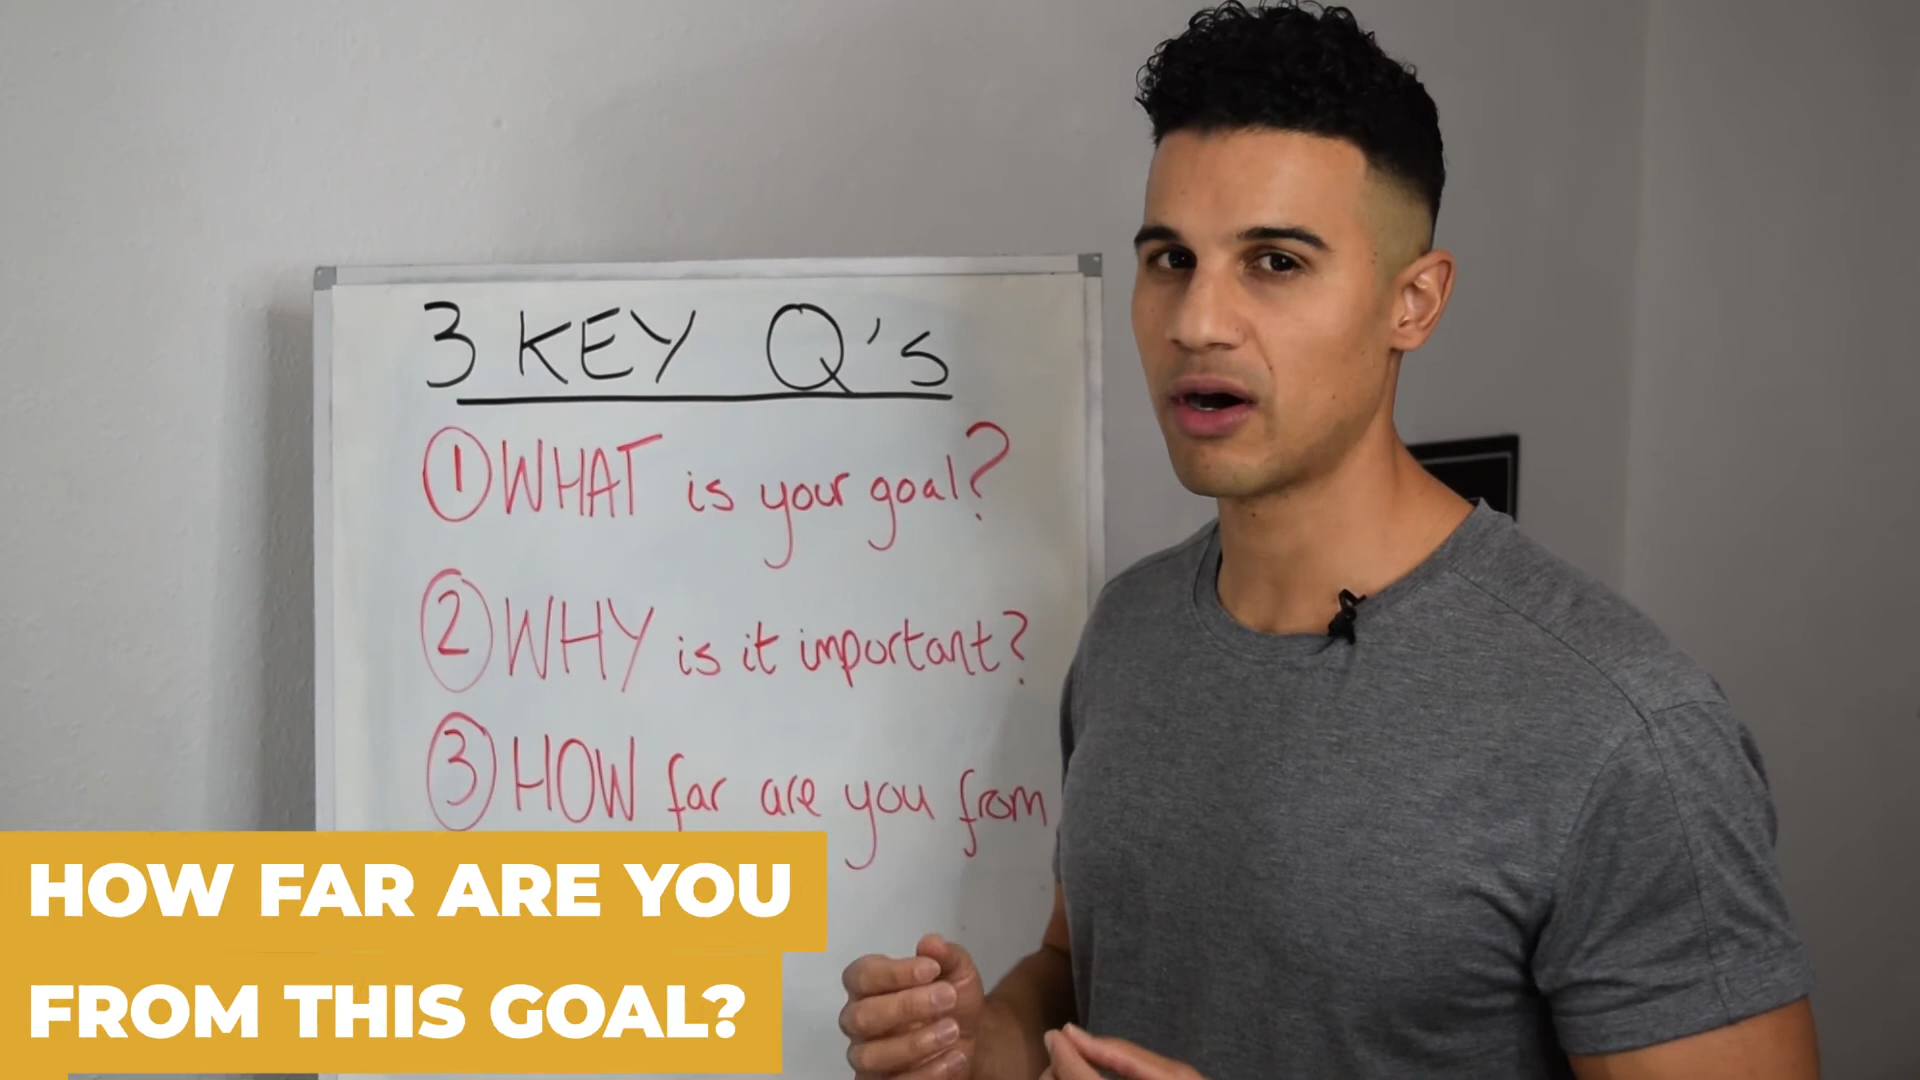 3 KEY Q's
① WHAT is your goal?
② WHY is it important?
③ HOW far are you from
HOW FAR ARE YOU
FROM THIS GOAL?